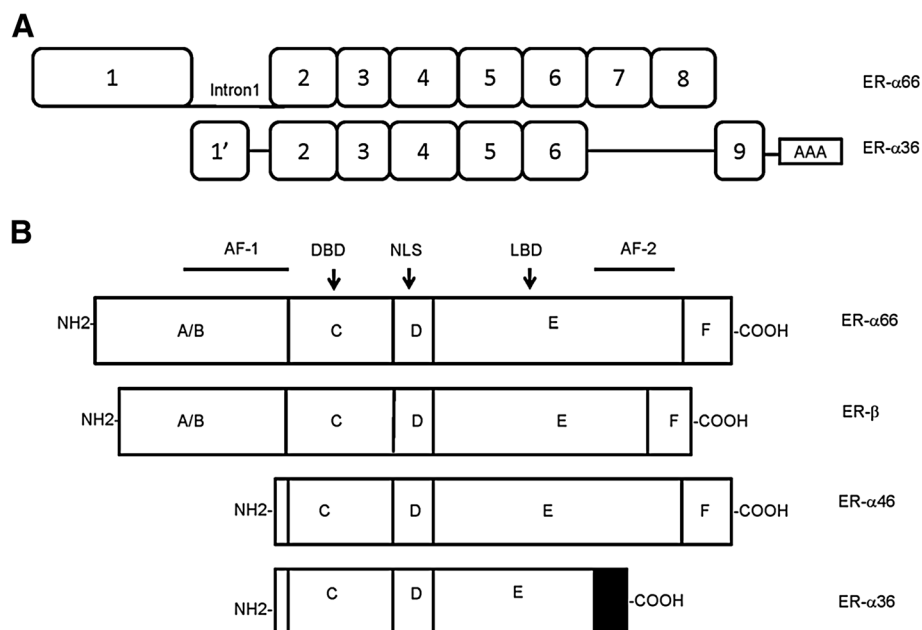 A
1 Intron1 2 3 4 5 6 7 8 ER-α66
1’ 2 3 4 5 6 9 AAA ER-α36
B
AF-1 DBD NLS LBD AF-2
NH2- A/B C D E F -COOH ER-α66
NH2- A/B C D E F -COOH ER-β
NH2- C D E F -COOH ER-α46
NH2- C D E -COOH ER-α36